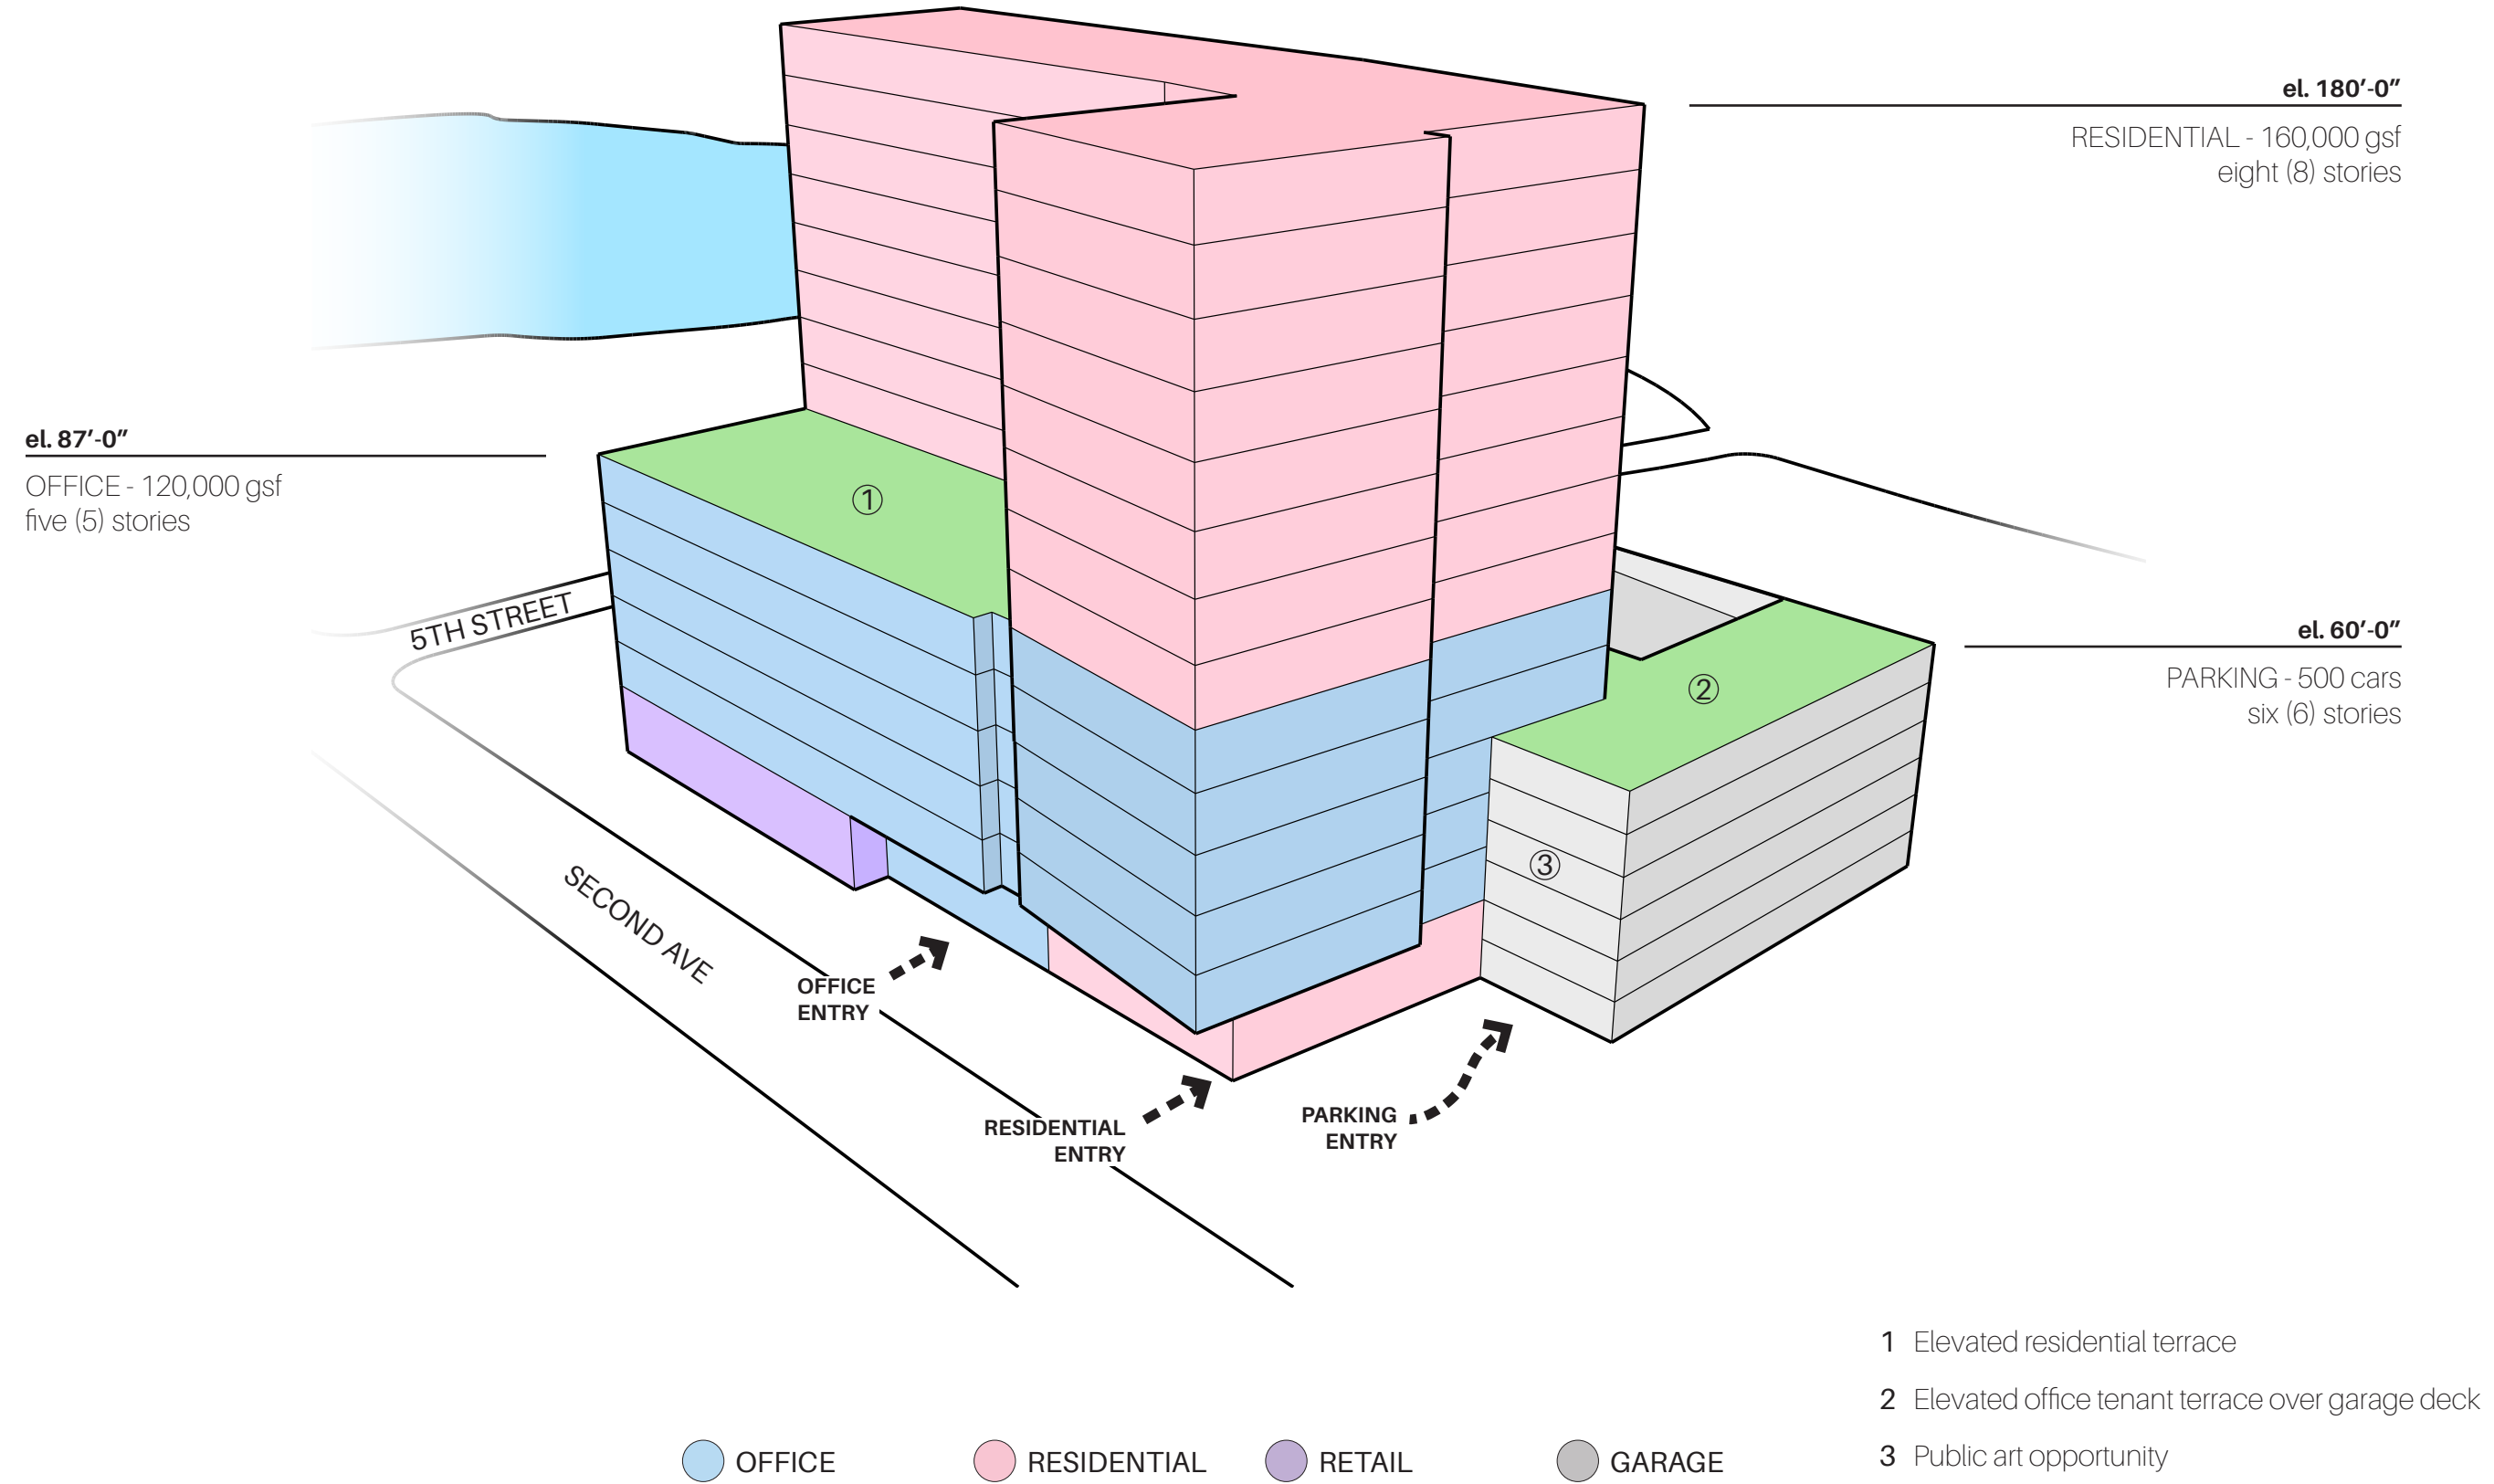 el. 180’-0”
RESIDENTIAL - 160,000 gsf
eight (8) stories
el. 87’-0”
OFFICE - 120,000 gsf
five (5) stories
①
5TH STREET
el. 60’-0”
PARKING - 500 cars
six (6) stories
②
③
SECOND AVE
OFFICE
ENTRY
RESIDENTIAL
ENTRY
PARKING
ENTRY
1 Elevated residential terrace
2 Elevated office tenant terrace over garage deck
3 Public art opportunity
OFFICE
RESIDENTIAL
RETAIL
GARAGE